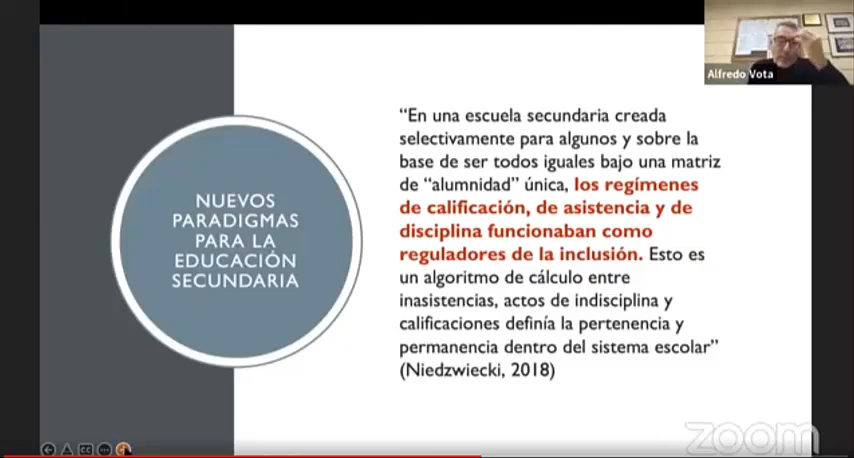 Alfredo Vota
NUEVOS
PARADIGMAS
PARA LA
EDUCACIÓN
SECUNDARIA
“En una escuela secundaria creada
selectivamente para algunos y sobre la
base de ser todos iguales bajo una matriz
de “alumnidad” única, los regímenes
de calificación, de asistencia y de
disciplina funcionaban como
reguladores de la inclusión. Esto es
un algoritmo de cálculo entre
inasistencias, actos de indisciplina y
calificaciones definía la pertenencia y
permanencia dentro del sistema escolar”
(Niedzwiecki, 2018)
CC
zoom